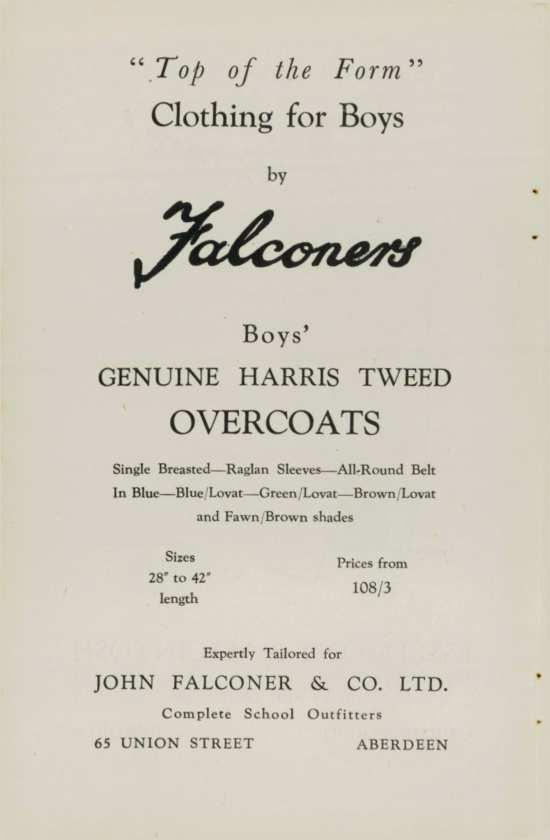 “Top of the Form”
Clothing for Boys
by
Falconers
Boys’
GENUINE HARRIS TWEED
OVERCOATS
Single Breasted—Raglan Sleeves—All-Round Belt
In Blue—Blue/Lovat—Green/Lovat—Brown/Lovat
and Fawn/Brown shades
Sizes
28″ to 42″
length
Prices from
108/3
Expertly Tailored for
JOHN FALCONER & CO. LTD.
Complete School Outfitters
65 UNION STREET ABERDEEN